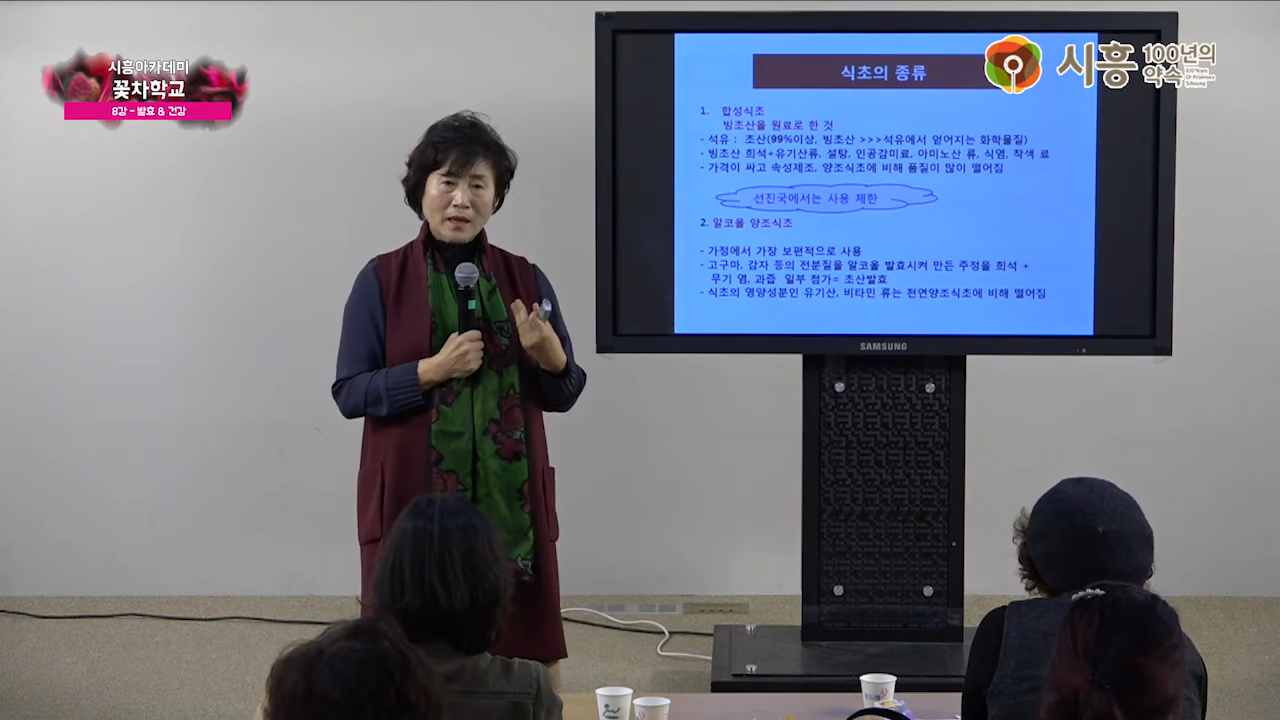 시흥아카데미
꽃차학교
8강 - 발효 & 건강
시흥 100년의
약속
식초의 종류
1. 합성식초
빙초산을 원료로 한 것
- 석유 : 초산(99%이상, 빙초산 >>>석유에서 얻어지는 화학물질)
- 빙초산 희석+유기산류, 설탕, 인공감미료, 아미노산 류, 식염, 착색 료
- 가격이 싸고 속성제조, 양조식초에 비해 품질이 많이 떨어짐
선진국에서는 사용 제한
2. 알코올 양조식초
- 가정에서 가장 보편적으로 사용
- 고구마, 감자 등의 전분질을 알코올 발효시켜 만든 주정을 희석 +
무기 염, 과즙 일부 첨가= 초산발효
- 식초의 영양성분인 유기산, 비타민 류는 천연양조식초에 비해 떨어짐
SAMSUNG